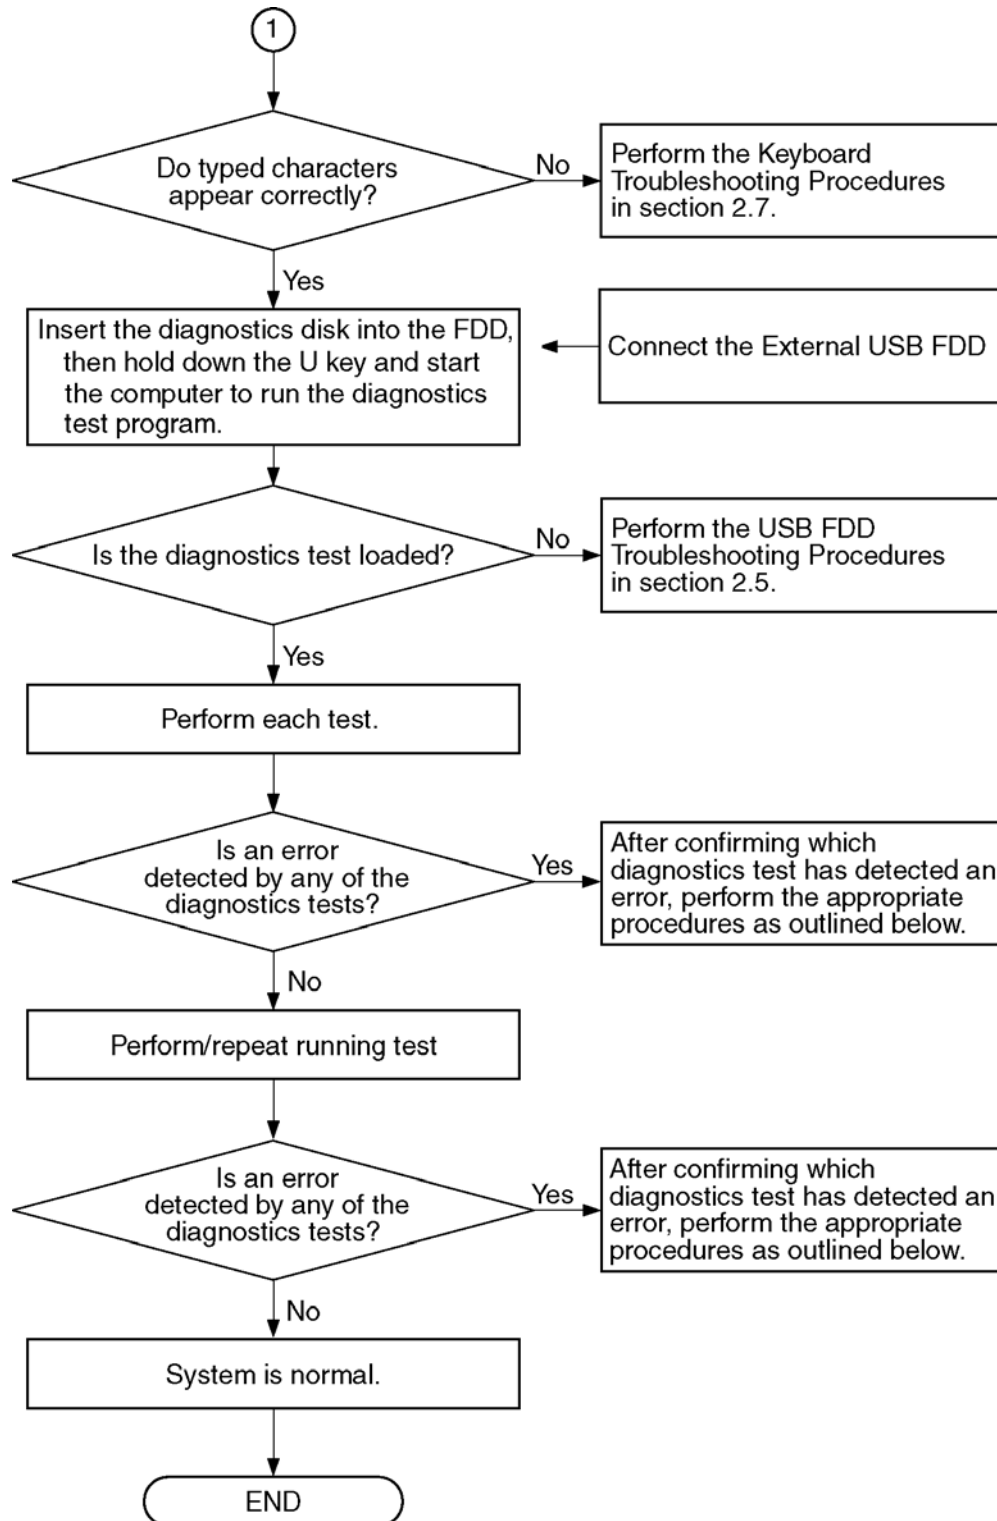 1
Do typed characters
appear correctly?
No
Perform the Keyboard
Troubleshooting Procedures
in section 2.7.
Yes
Insert the diagnostics disk into the FDD,
then hold down the U key and start
the computer to run the diagnostics
test program.
Connect the External USB FDD
Is the diagnostics test loaded?
No
Perform the USB FDD
Troubleshooting Procedures
in section 2.5.
Yes
Perform each test.
Is an error
detected by any of the
diagnostics tests?
Yes
After confirming which
diagnostics test has detected an
error, perform the appropriate
procedures as outlined below.
No
Perform/repeat running test
Is an error
detected by any of the
diagnostics tests?
Yes
After confirming which
diagnostics test has detected an
error, perform the appropriate
procedures as outlined below.
No
System is normal.
END